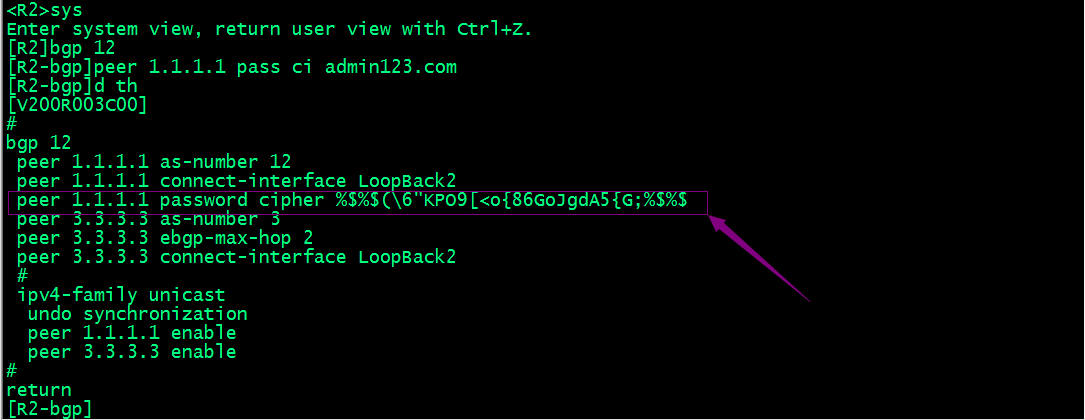 <R2>sys
Enter system view, return user view with Ctrl+Z.
[R2]bgp 12
[R2-bgp]peer 1.1.1.1 pass ci admin123.com
[R2-bgp]d th
[V200R003C00]
#
bgp 12
peer 1.1.1.1 as-number 12
peer 1.1.1.1 connect-interface LoopBack2
peer 1.1.1.1 password cipher %$%$(\6"KPO9[<o{86GoJgdA5{G;%$%$
peer 3.3.3.3 as-number 3
peer 3.3.3.3 ebgp-max-hop 2
peer 3.3.3.3 connect-interface LoopBack2
#
ipv4-family unicast
undo synchronization
peer 1.1.1.1 enable
peer 3.3.3.3 enable
#
return
[R2-bgp]